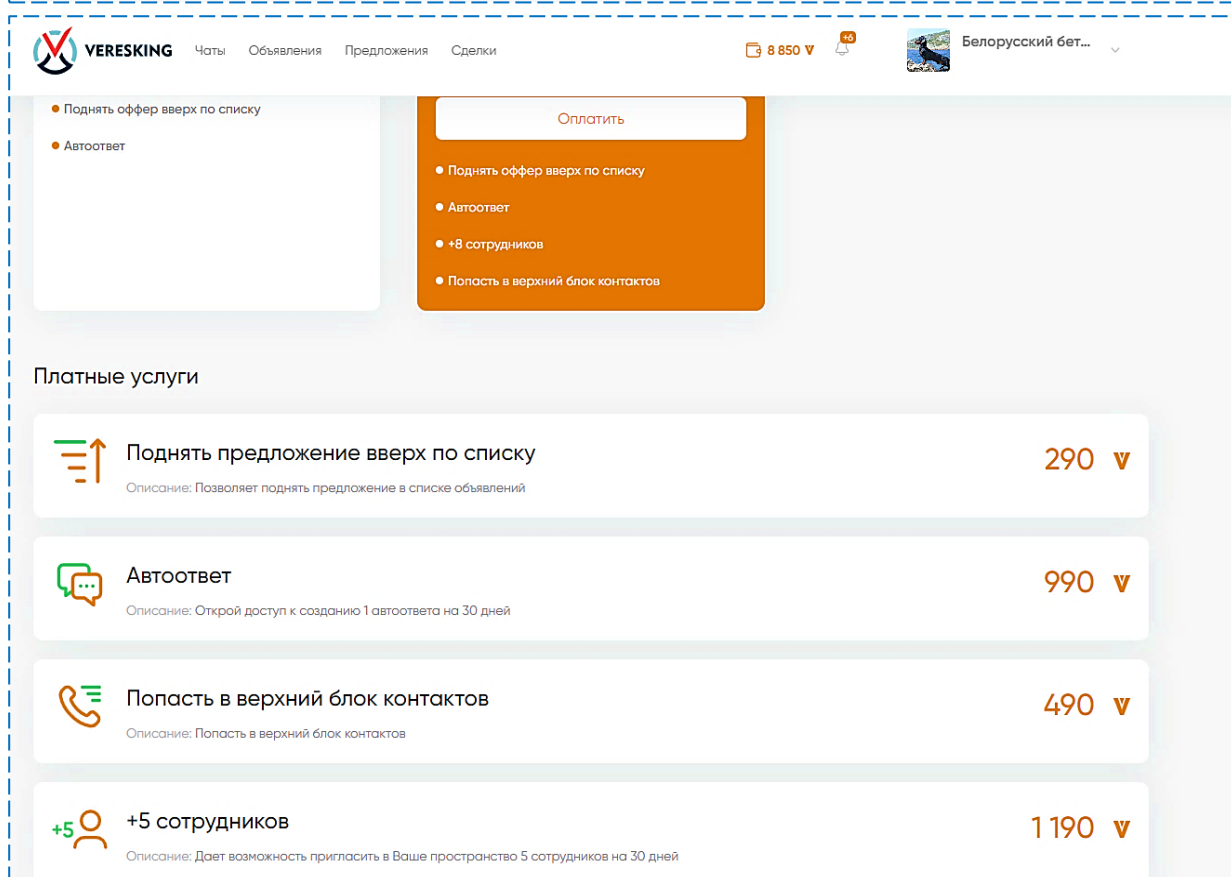 VERESKING Чаты Объявления Предложения Сделки 8 850 V +6 Белорусский бет...
Поднять оффер вверх по списку
Автоответ
Оплатить
Поднять оффер вверх по списку
Автоответ
+8 сотрудников
Попасть в верхний блок контактов
Платные услуги
Поднять предложение вверх по списку
290 V
Описание: Позволяет поднять предложение в списке объявлений
Автоответ
990 V
Описание: Открой доступ к созданию 1 автоответа на 30 дней
Попасть в верхний блок контактов
490 V
Описание: Попасть в верхний блок контактов
+5
+5 сотрудников
1 190 V
Описание: Дает возможность пригласить в Ваше пространство 5 сотрудников на 30 дней